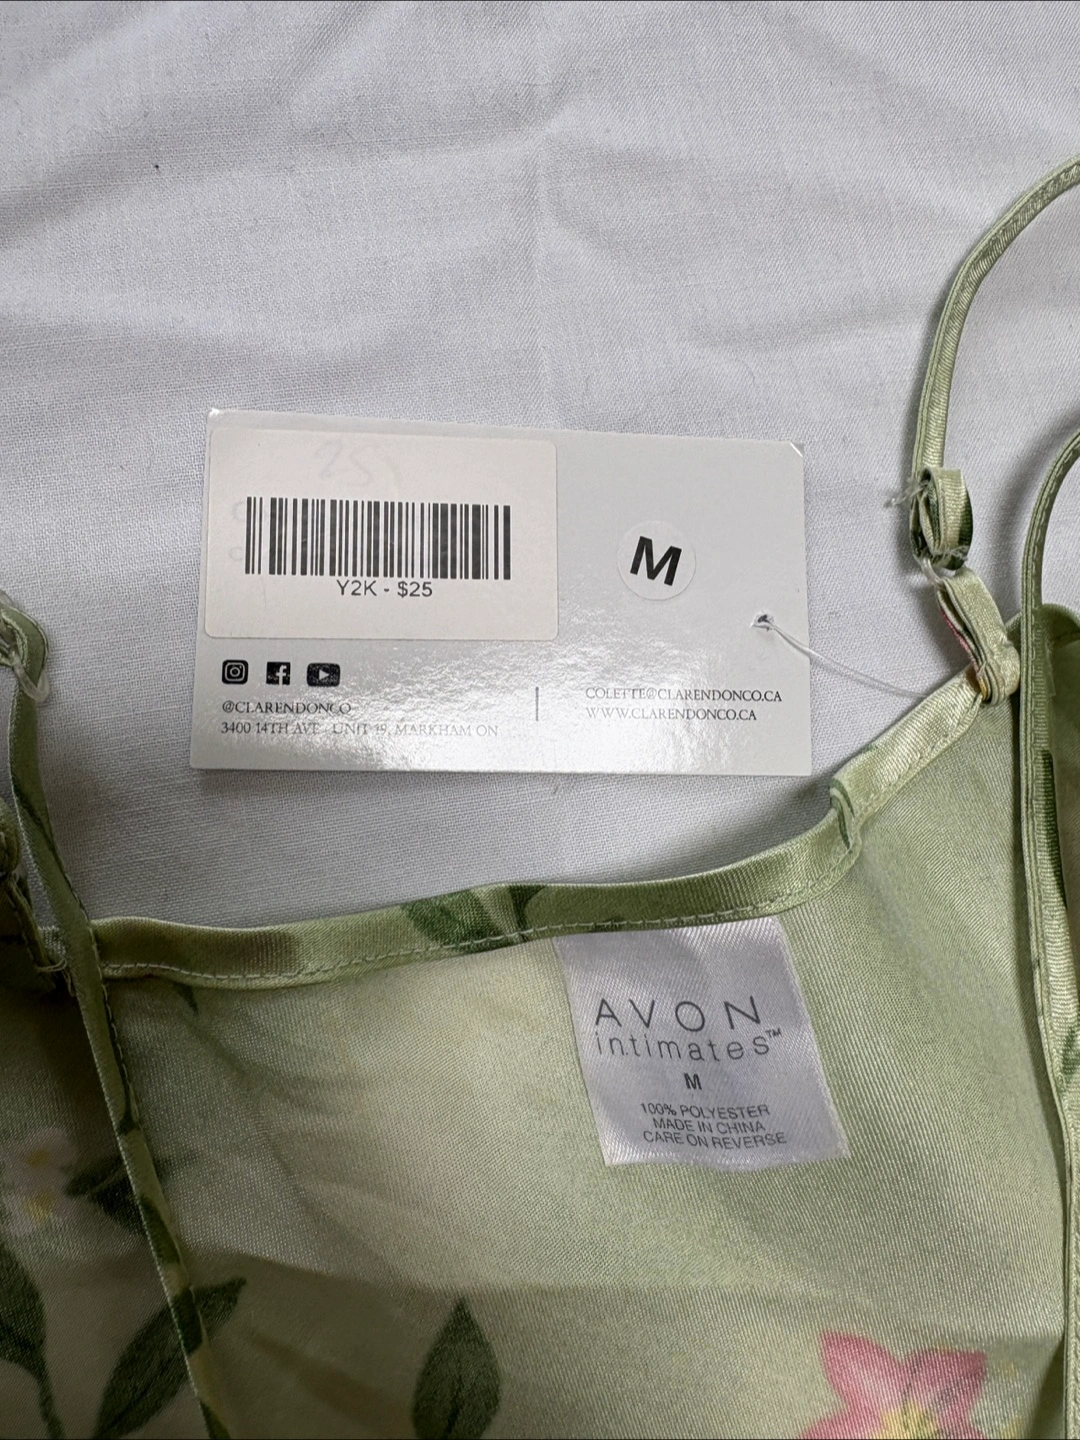 Y2K - $25
M
@CLARENDONCO
3400 14TH AVE - UNIT 19, MARKHAM ON
COLETTE@CLARENDONCO.CA
WWW.CLARENDONCO.CA
AVON
intimates™
M
100% POLYESTER
MADE IN CHINA
CARE ON REVERSE